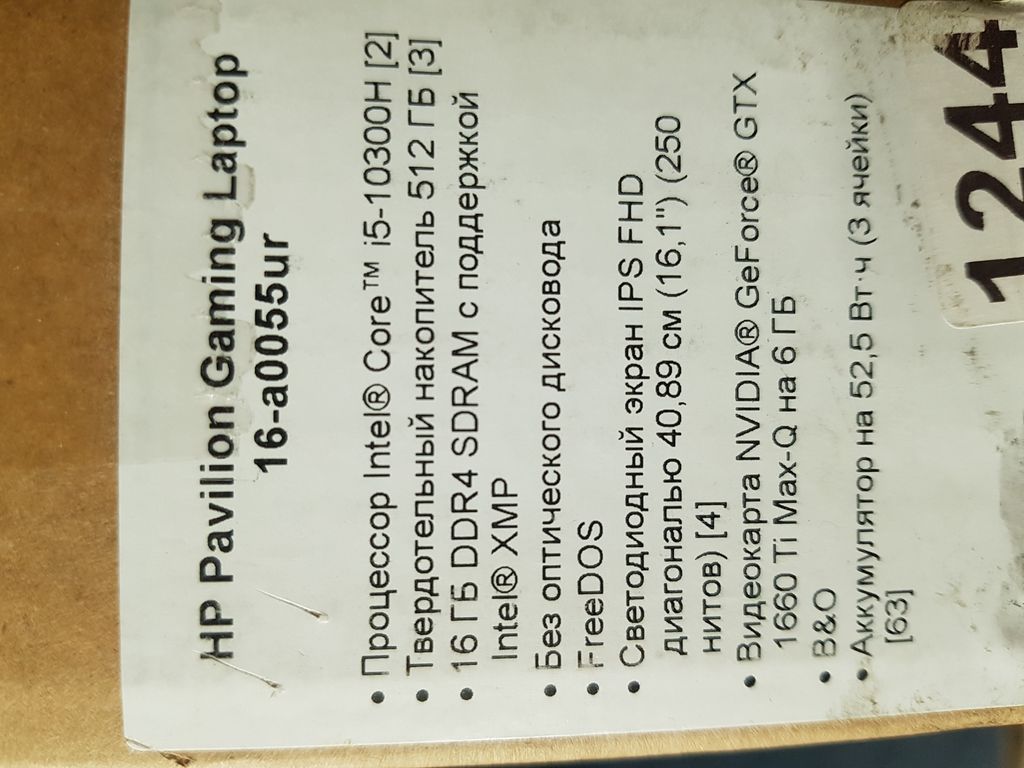 HP Pavilion Gaming Laptop
16-a0055ur
• Процессор Intel® Core™ i5-10300H [2]
• Твердотельный накопитель 512 ГБ [3]
• 16 ГБ DDR4 SDRAM с поддержкой
Intel® XMP
• Без оптического дисковода
• FreeDOS
• Светодиодный экран IPS FHD
диагональю 40,89 см (16,1") (250
нитов) [4]
• Видеокарта NVIDIA® GeForce® GTX
1660 Ti Max-Q на 6 ГБ
• B&O
• Аккумулятор на 52,5 Вт·ч (3 ячейки)
[63]
1244